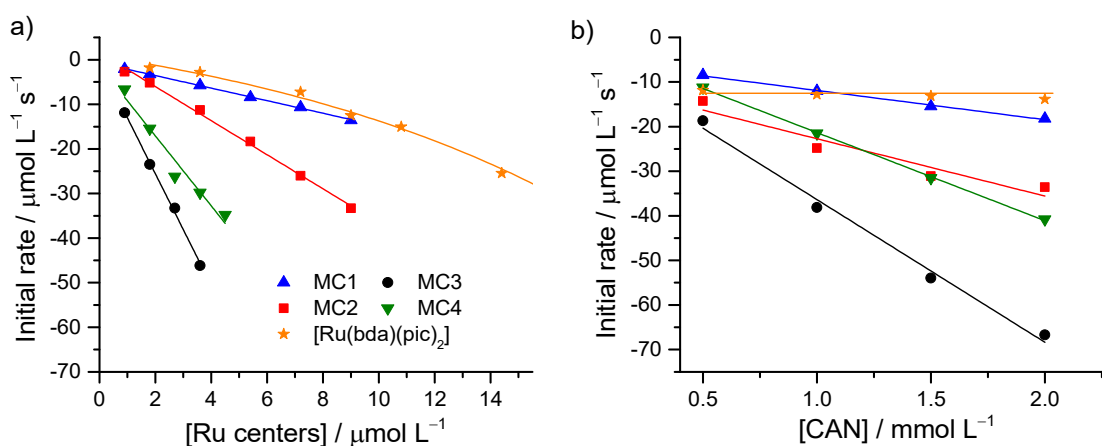 a)
Initial rate / μmol L⁻¹ s⁻¹
0
-10
-20
-30
-40
-50
-60
-70
MC1 MC3
MC2 MC4
[Ru(bda)(pic)₂]
0 2 4 6 8 10 12 14
[Ru centers] / μmol L⁻¹
b)
Initial rate / μmol L⁻¹ s⁻¹
0
-10
-20
-30
-40
-50
-60
-70
0.5 1.0 1.5 2.0
[CAN] / mmol L⁻¹